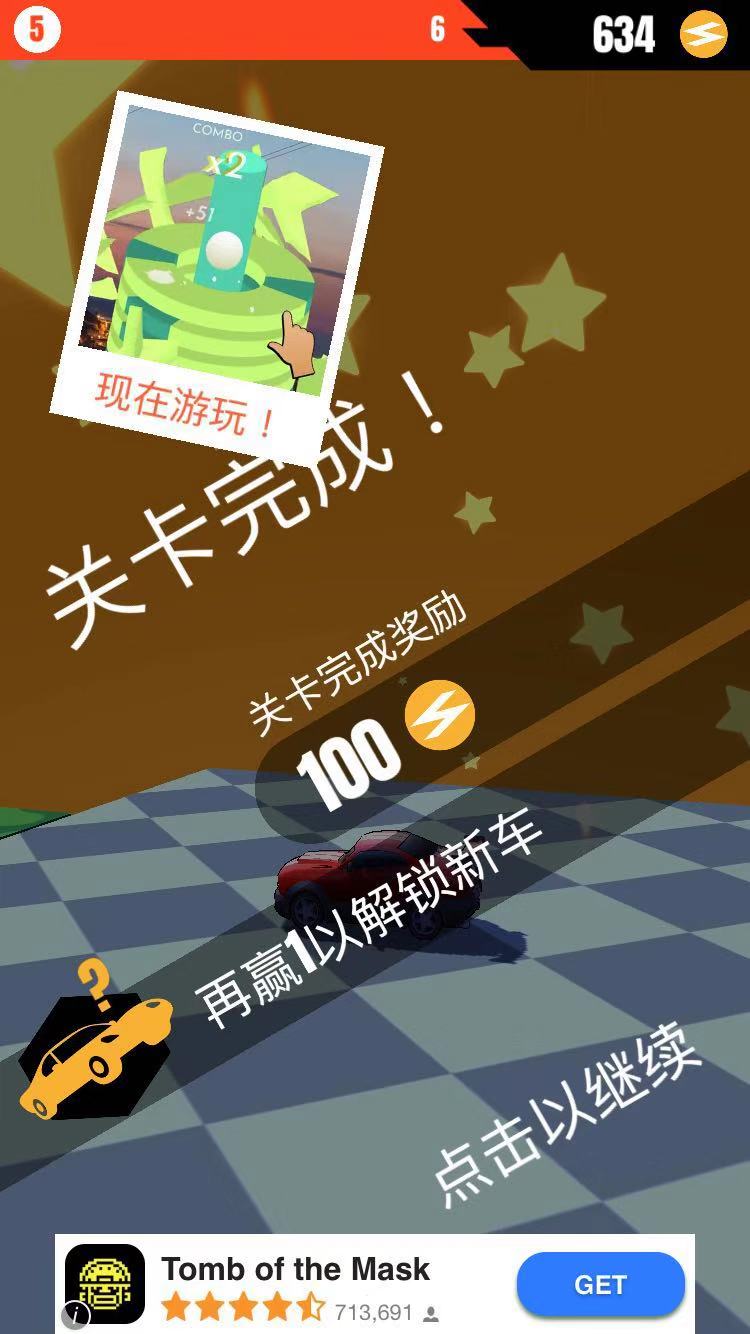 5
6
634
COMBO
x2
+51
现在游玩！
关卡完成！
关卡完成奖励
100
再赢1以解锁新车
?
点击以继续
Tomb of the Mask
GET
713,691
i